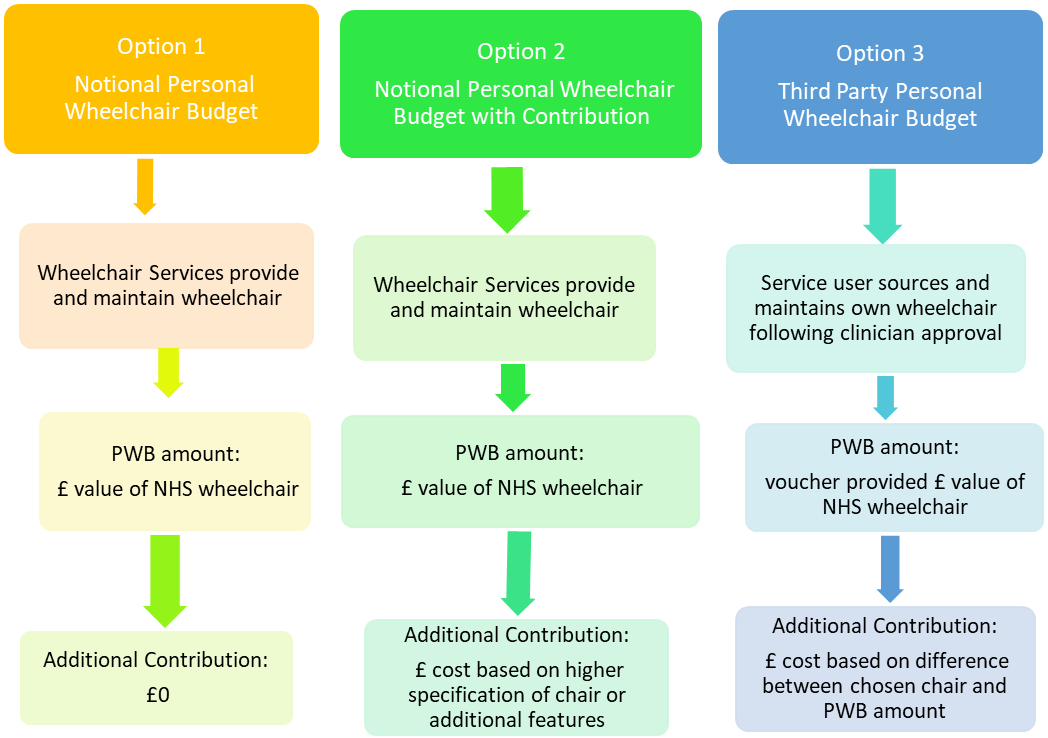 Option 1
Notional Personal
Wheelchair Budget
Wheelchair Services provide
and maintain wheelchair
PWB amount:
£ value of NHS wheelchair
Additional Contribution:
£0
Option 2
Notional Personal Wheelchair
Budget with Contribution
Wheelchair Services provide
and maintain wheelchair
PWB amount:
£ value of NHS wheelchair
Additional Contribution:
£ cost based on higher
specification of chair or
additional features
Option 3
Third Party Personal
Wheelchair Budget
Service user sources and
maintains own wheelchair
following clinician approval
PWB amount:
voucher provided £ value of
NHS wheelchair
Additional Contribution:
£ cost based on difference
between chosen chair and
PWB amount